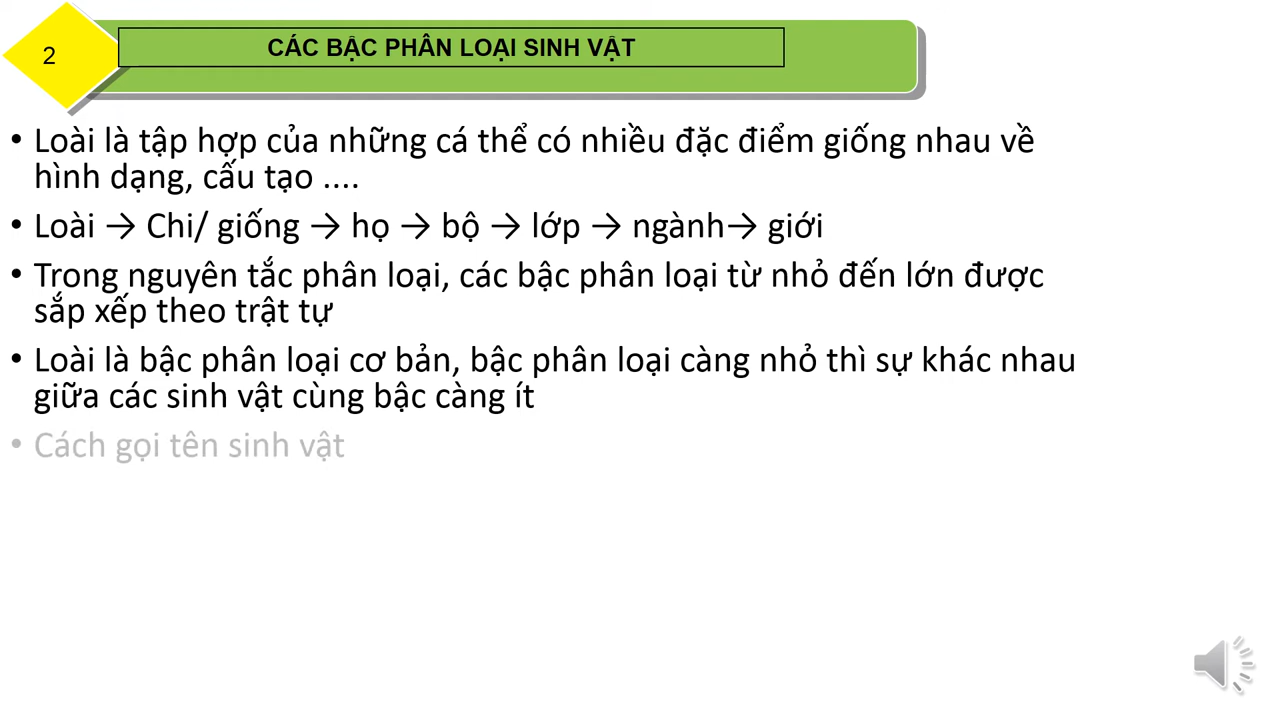 2
CÁC BẬC PHÂN LOẠI SINH VẬT
• Loài là tập hợp của những cá thể có nhiều đặc điểm giống nhau về
hình dạng, cấu tạo ....
• Loài → Chi/ giống → họ → bộ → lớp → ngành→ giới
• Trong nguyên tắc phân loại, các bậc phân loại từ nhỏ đến lớn được
sắp xếp theo trật tự
• Loài là bậc phân loại cơ bản, bậc phân loại càng nhỏ thì sự khác nhau
giữa các sinh vật cùng bậc càng ít
• Cách gọi tên sinh vật